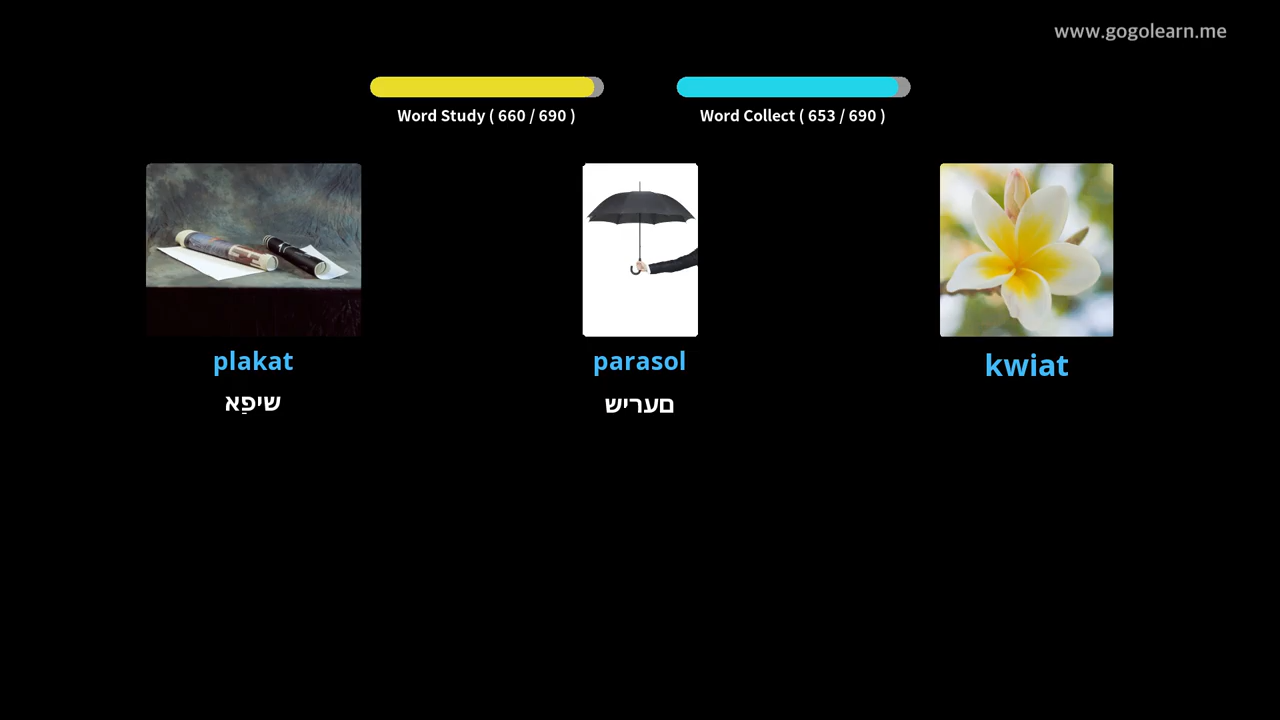 www.gogolearn.me
Word Study ( 660 / 690 )
Word Collect ( 653 / 690 )
plakat
שיפַא
parasol
םעריש
kwiat